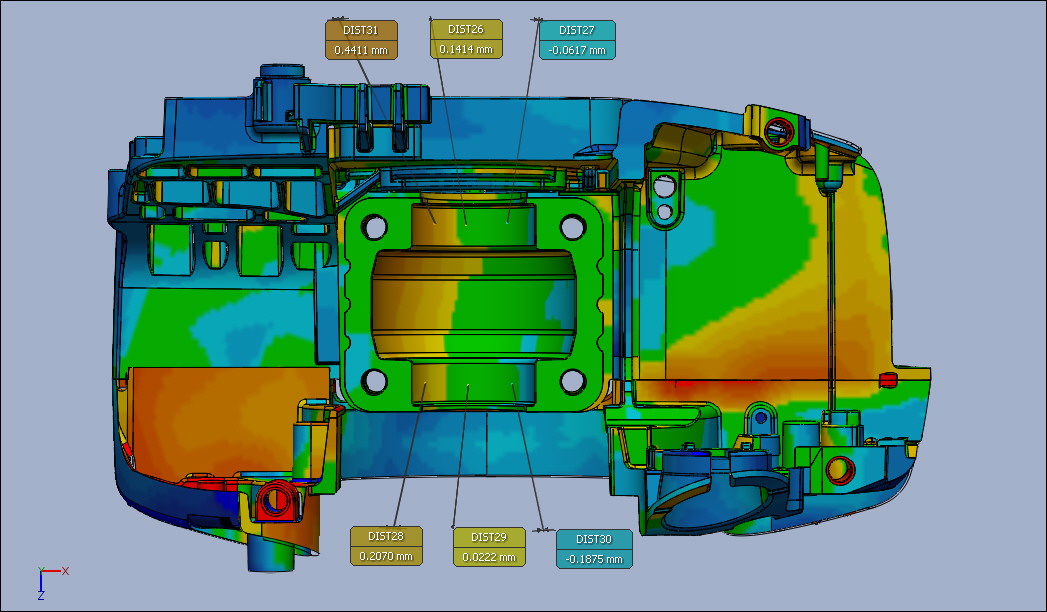 DIST31
0.4411 mm
DIST26
0.1414 mm
DIST27
-0.0617 mm
DIST28
0.2070 mm
DIST29
0.0222 mm
DIST30
-0.1875 mm
Y
X
Z